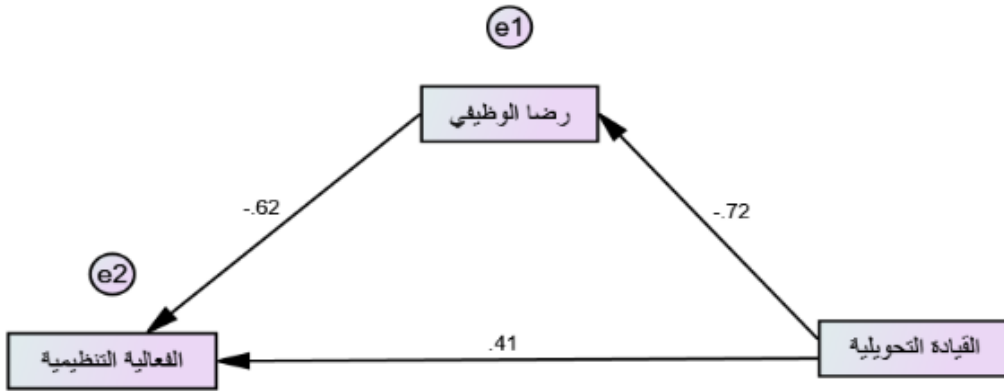 e1
رضا الوظيفي
-.62
-.72
e2
.41
القيادة التحويلية
الفعالية التنظيمية